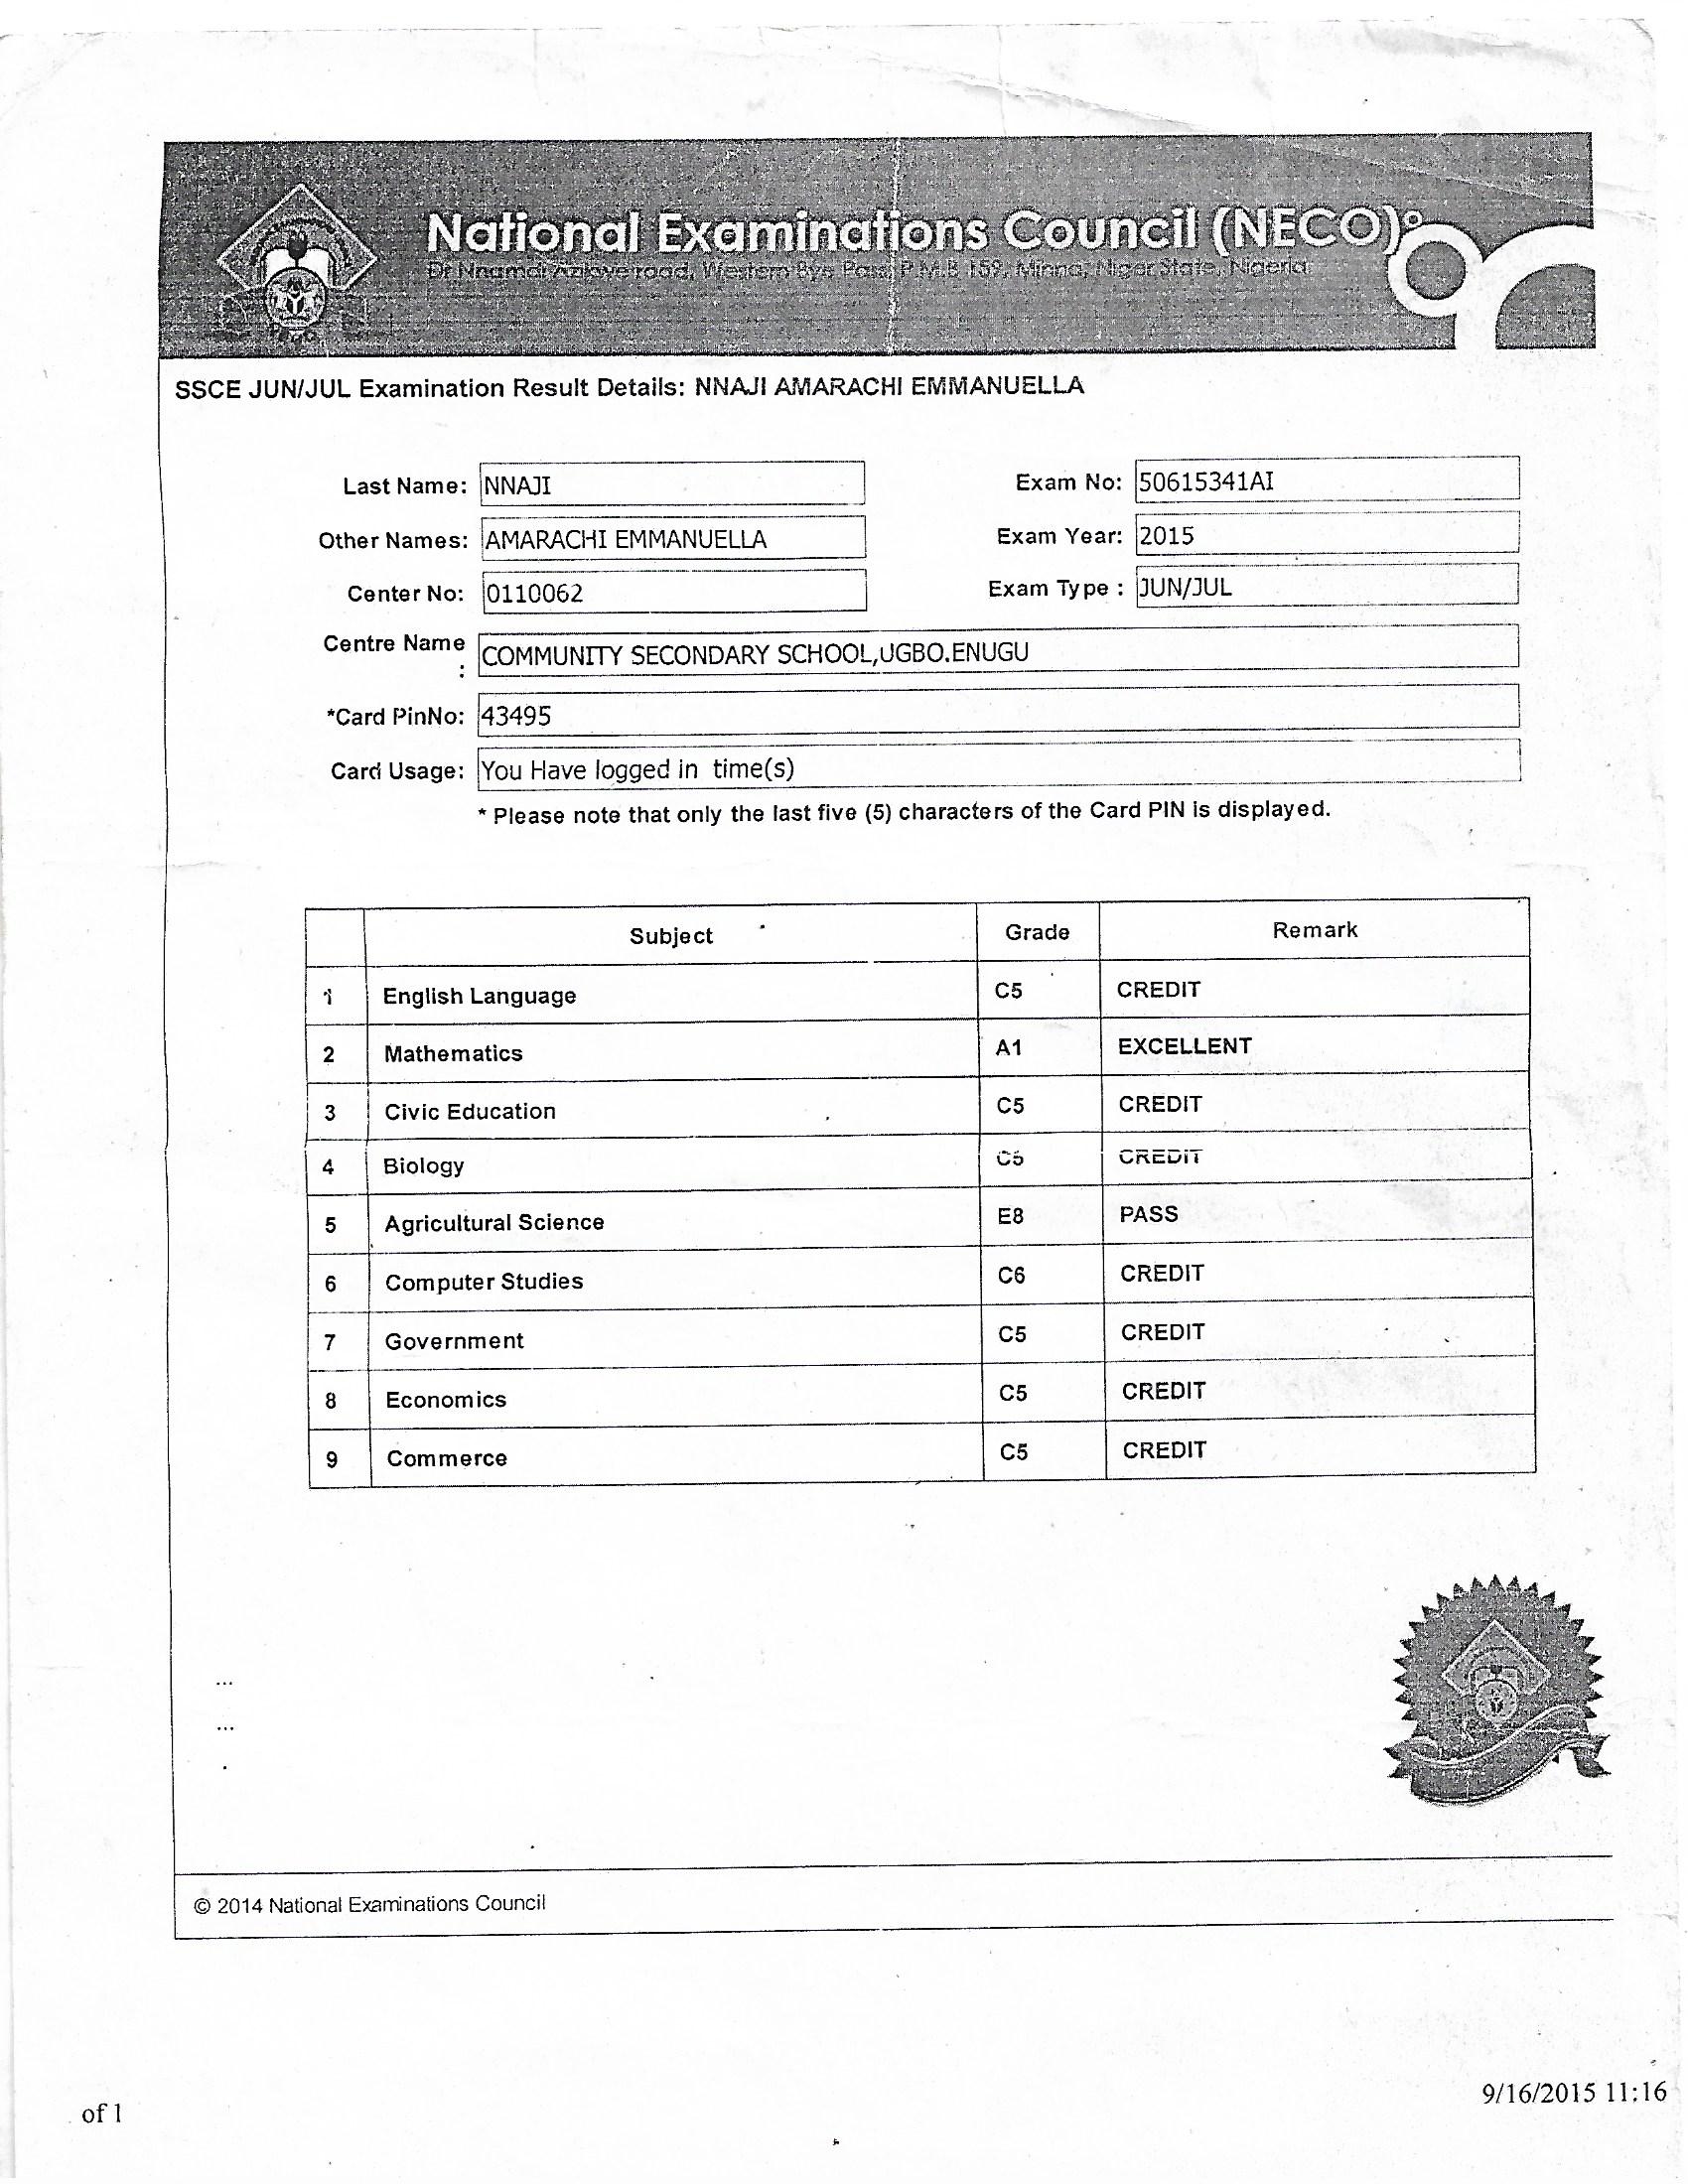 National Examinations Council (NECO)
Dr Nnamdi Azikiwe road, Western Bye Pass, P.M.B 159, Minna, Niger State, Nigeria
SSCE JUN/JUL Examination Result Details: NNAJI AMARACHI EMMANUELLA
Last Name: NNAJI Exam No: 50615341AI
Other Names: AMARACHI EMMANUELLA Exam Year: 2015
Center No: 0110062 Exam Type : JUN/JUL
Centre Name : COMMUNITY SECONDARY SCHOOL,UGBO.ENUGU
*Card PinNo: 43495
Card Usage: You Have logged in time(s)
* Please note that only the last five (5) characters of the Card PIN is displayed.
Subject Grade Remark
1 English Language C5 CREDIT
2 Mathematics A1 EXCELLENT
3 Civic Education C5 CREDIT
4 Biology C5 CREDIT
5 Agricultural Science E8 PASS
6 Computer Studies C6 CREDIT
7 Government C5 CREDIT
8 Economics C5 CREDIT
9 Commerce C5 CREDIT
...
...
.
© 2014 National Examinations Council
of 1 9/16/2015 11:16